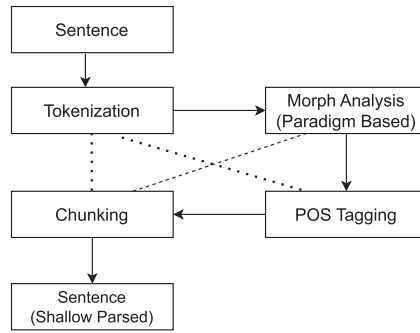 Sentence
Tokenization
Morph Analysis
(Paradigm Based)
Chunking
POS Tagging
Sentence
(Shallow Parsed)